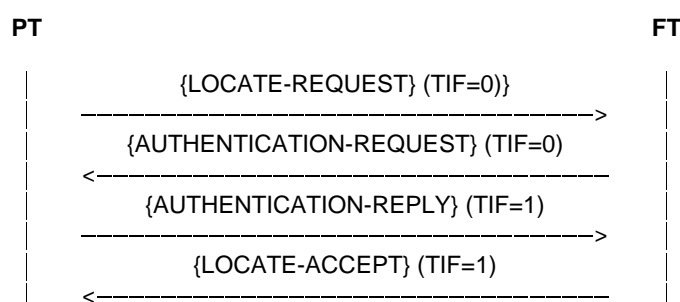 PT FT
{LOCATE-REQUEST} (TIF=0)}
{AUTHENTICATION-REQUEST} (TIF=0)
{AUTHENTICATION-REPLY} (TIF=1)
{LOCATE-ACCEPT} (TIF=1)